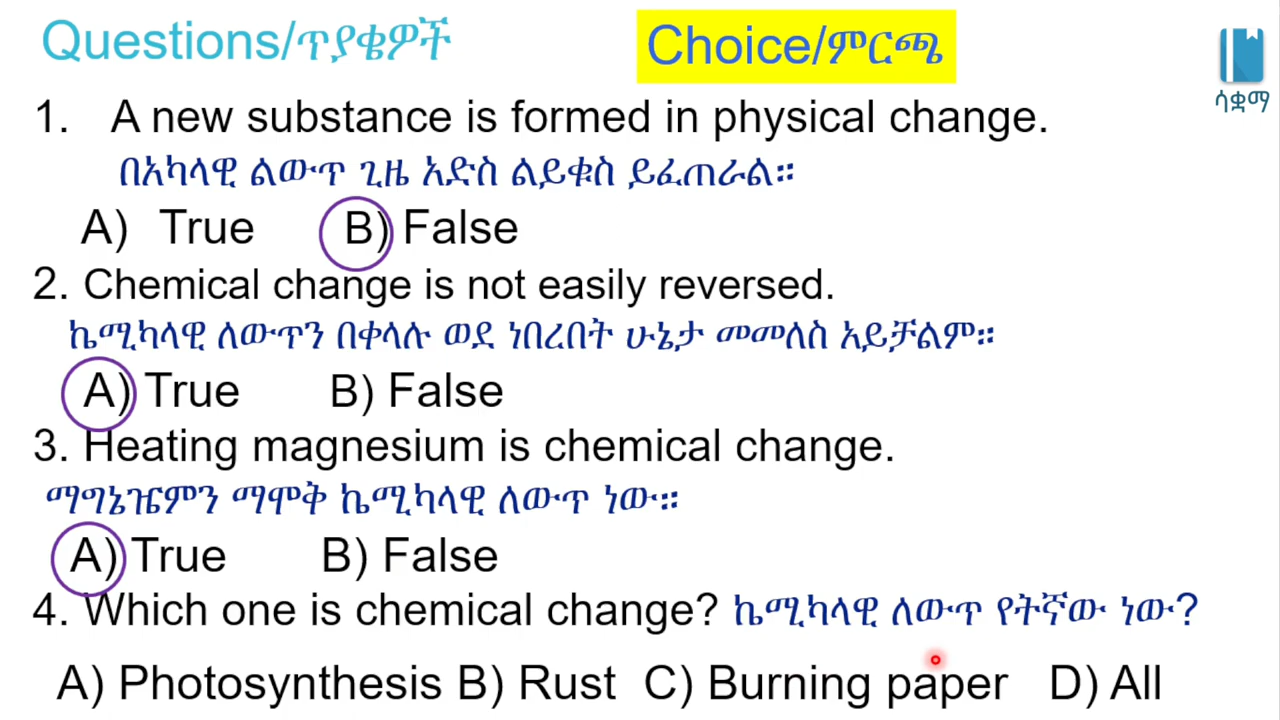 Questions/ጥያቄዎች
Choice/ምርጫ
ሳቋማ
1. A new substance is formed in physical change.
በአካላዊ ልውጥ ጊዜ አድስ ልይቁስ ይፈጠራል።
A) True B) False
2. Chemical change is not easily reversed.
ኬሚካላዊ ለውጥን በቀላሉ ወደ ነበረበት ሁኔታ መመለስ አይቻልም።
A) True B) False
3. Heating magnesium is chemical change.
ማግኔዢምን ማሞቅ ኬሚካላዊ ለውጥ ነው።
A) True B) False
4. Which one is chemical change? ኬሚካላዊ ለውጥ የትኛው ነው?
A) Photosynthesis B) Rust C) Burning paper D) All